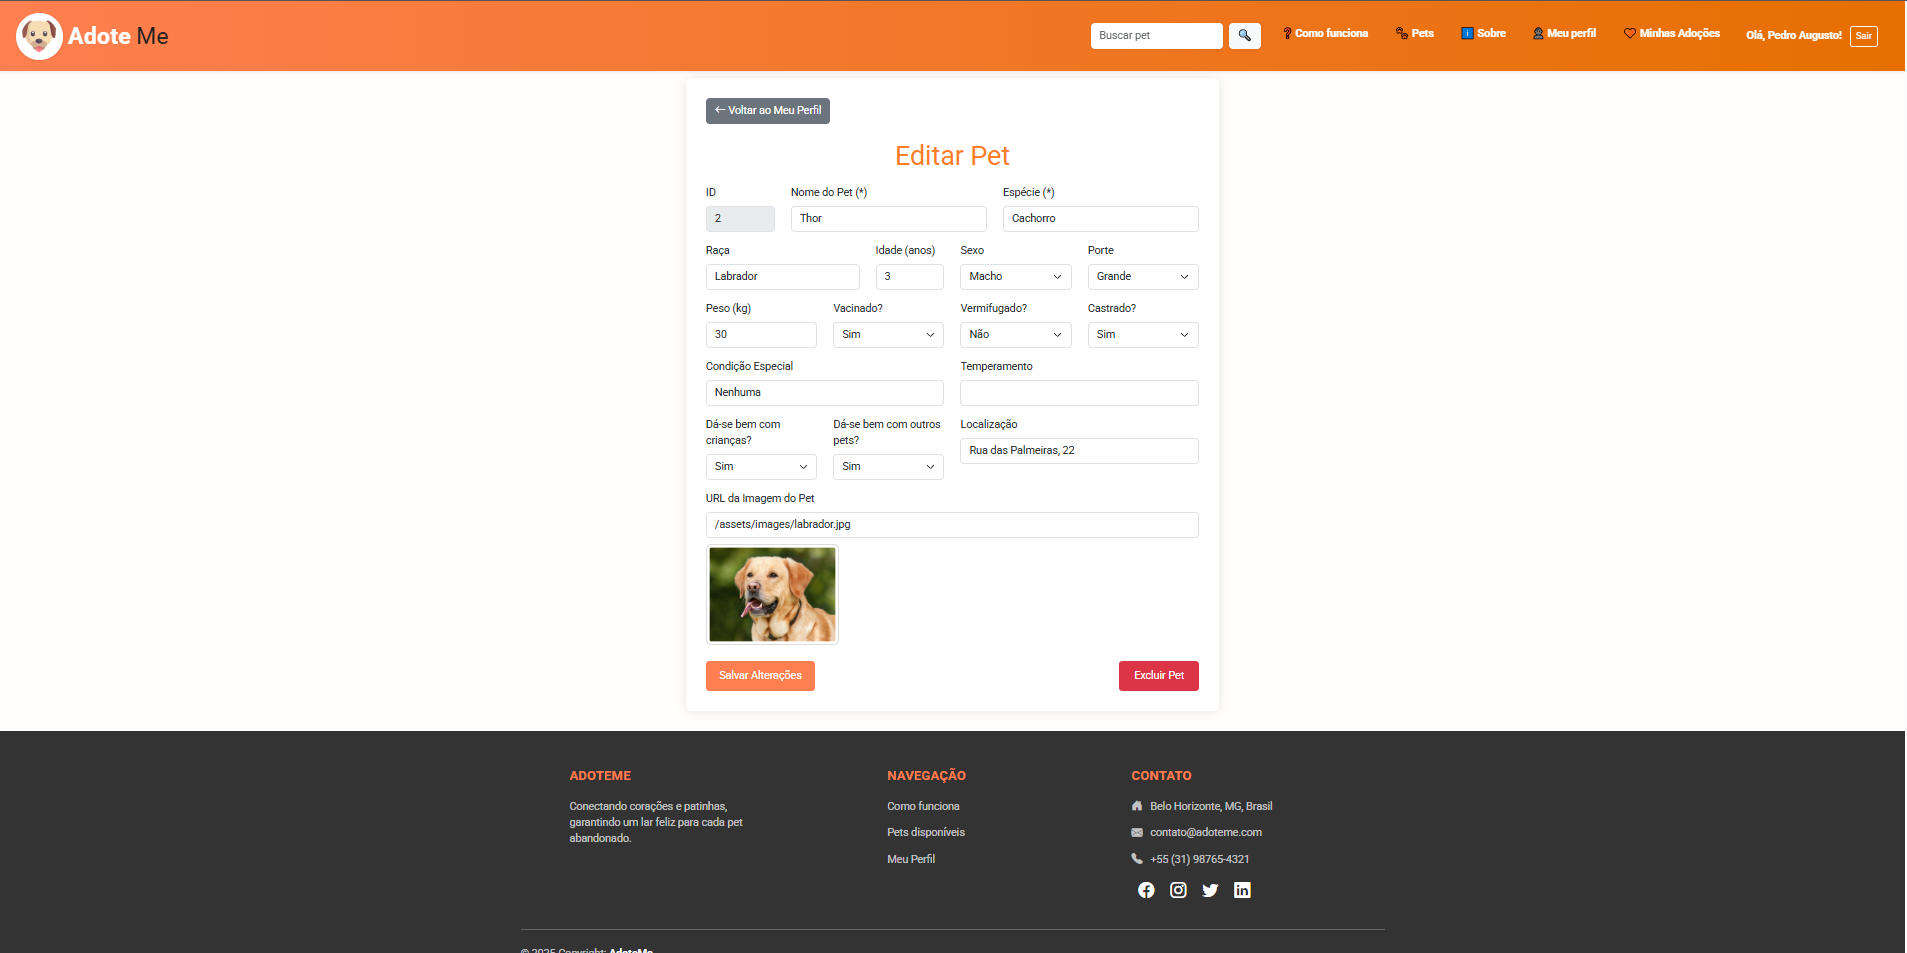 Adote Me
Buscar pet
Como funciona
Pets
Sobre
Meu perfil
Minhas Adoções
Olá, Pedro Augusto!
Sair
← Voltar ao Meu Perfil
Editar Pet
ID
Nome do Pet (*)
Espécie (*)
2
Thor
Cachorro
Raça
Idade (anos)
Sexo
Porte
Labrador
3
Macho
Grande
Peso (kg)
Vacinado?
Vermifugado?
Castrado?
30
Sim
Não
Sim
Condição Especial
Temperamento
Nenhuma
Dá-se bem com
crianças?
Dá-se bem com outros
pets?
Localização
Sim
Sim
Rua das Palmeiras, 22
URL da Imagem do Pet
/assets/images/labrador.jpg
Salvar Alterações
Excluir Pet
ADOTEME
Conectando corações e patinhas,
garantindo um lar feliz para cada pet
abandonado.
NAVEGAÇÃO
Como funciona
Pets disponíveis
Meu Perfil
CONTATO
Belo Horizonte, MG, Brasil
contato@adoteme.com
+55 (31) 98765-4321
© 2025 Copyright: AdoteMe